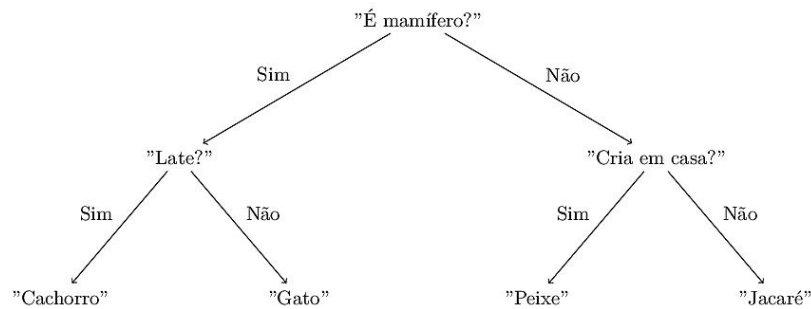 "É mamífero?"
Sim
Não
"Late?"
"Cria em casa?"
Sim
Não
Sim
Não
"Cachorro"
"Gato"
"Peixe"
"Jacaré"